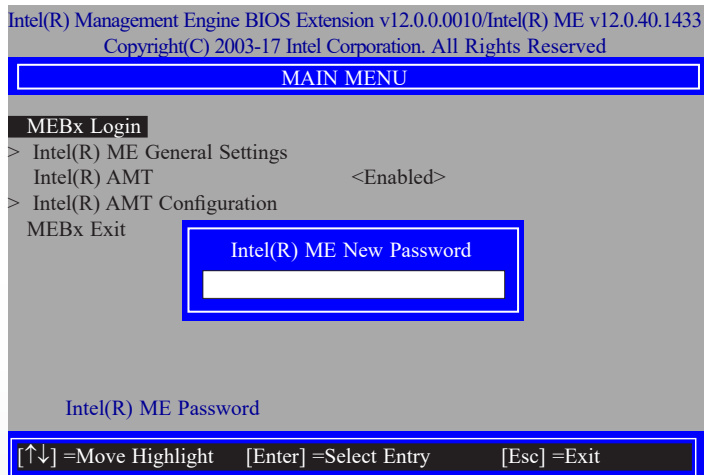 Intel(R) Management Engine BIOS Extension v12.0.0.0010/Intel(R) ME v12.0.40.1433
Copyright(C) 2003-17 Intel Corporation. All Rights Reserved
MAIN MENU
MEBx Login
> Intel(R) ME General Settings
Intel(R) AMT <Enabled>
> Intel(R) AMT Configuration
MEBx Exit
Intel(R) ME New Password
Intel(R) ME Password
[↑↓] =Move Highlight [Enter] =Select Entry [Esc] =Exit